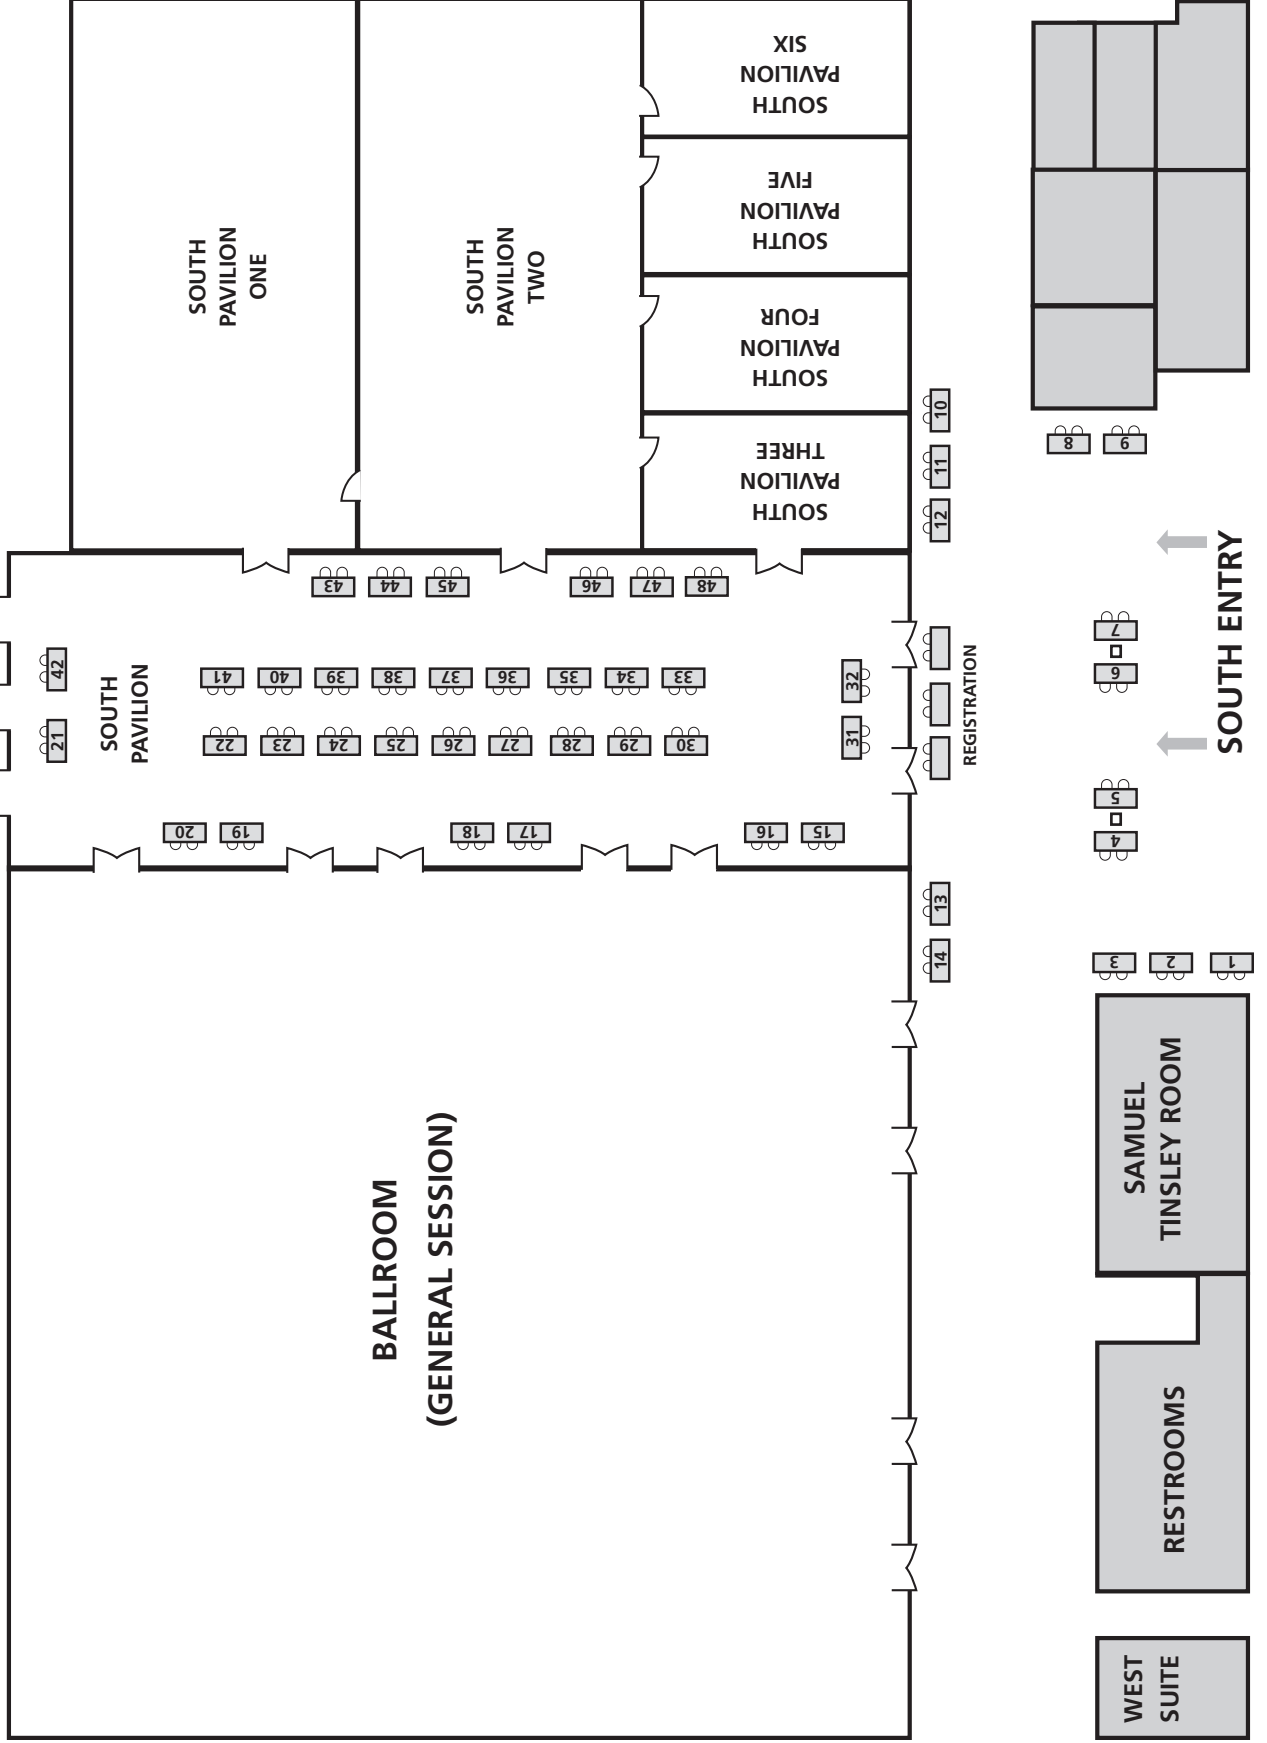 SOUTH
PAVILION
SIX
SOUTH
PAVILION
FIVE
SOUTH
PAVILION
ONE
SOUTH
PAVILION
TWO
SOUTH
PAVILION
FOUR
SOUTH
PAVILION
THREE
10
11
12
8
9
43
44
45
46
47
48
SOUTH ENTRY
42
21
SOUTH
PAVILION
41
40
39
38
37
36
35
34
33
22
23
24
25
26
27
28
29
30
32
31
REGISTRATION
7
6
5
4
20
19
18
17
16
15
13
14
3
2
1
SAMUEL
TINSLEY ROOM
BALLROOM
(GENERAL SESSION)
RESTROOMS
WEST
SUITE